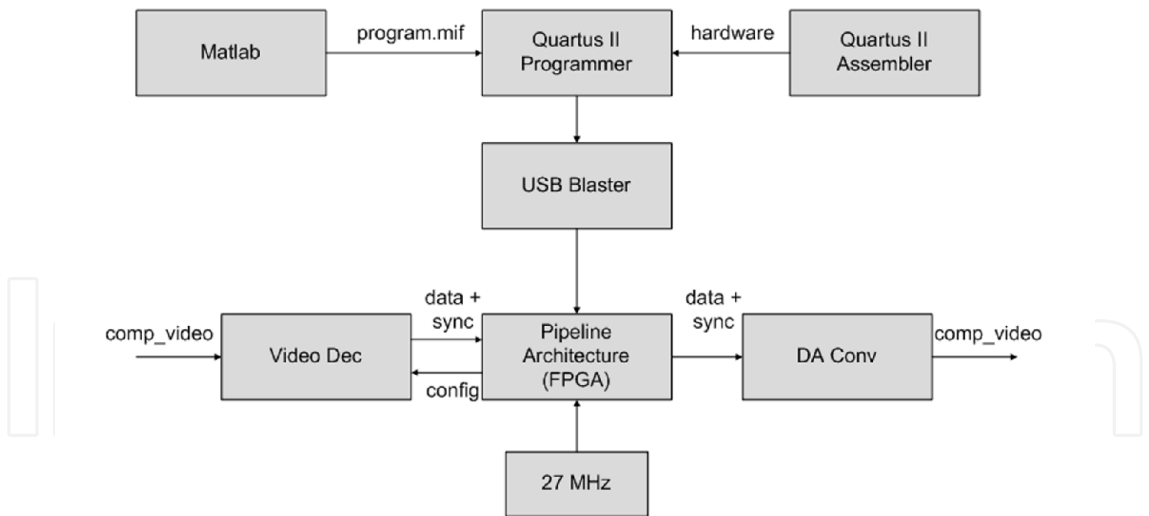 Matlab
program.mif
Quartus II
Programmer
hardware
Quartus II
Assembler
USB Blaster
comp_video
Video Dec
data +
sync
config
Pipeline
Architecture
(FPGA)
data +
sync
DA Conv
comp_video
27 MHz